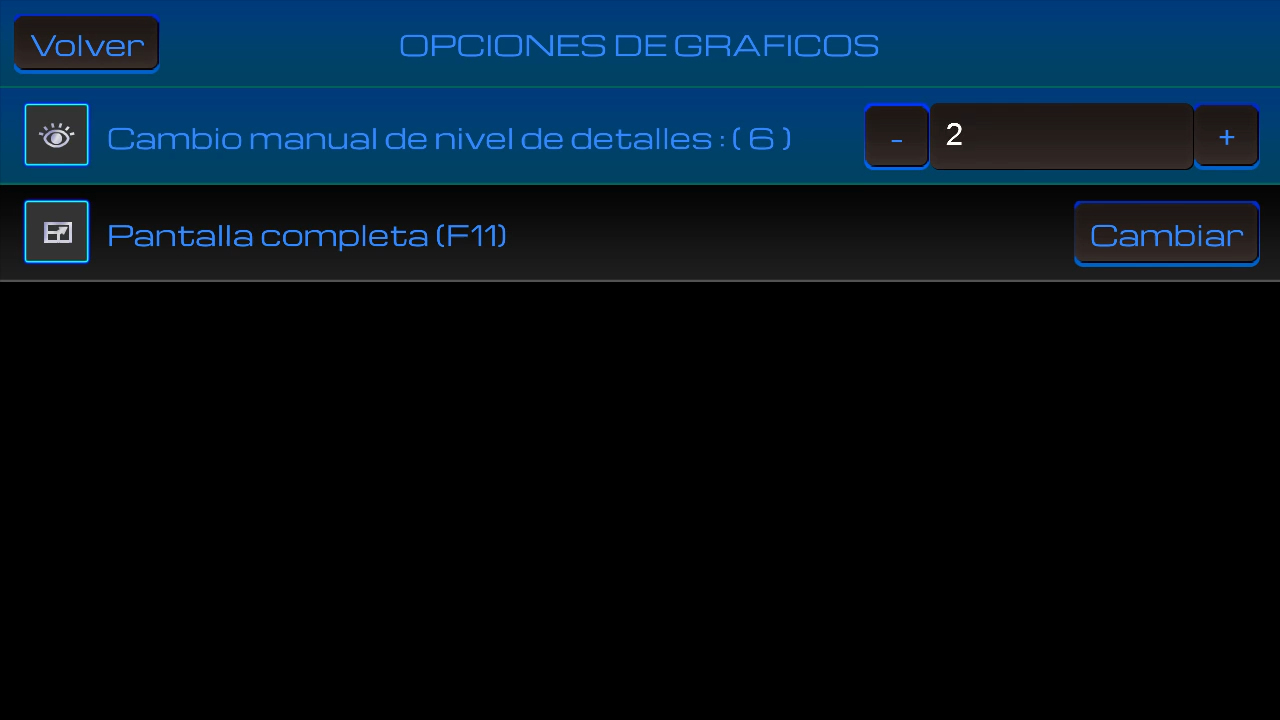 Volver
OPCIONES DE GRAFICOS
Cambio manual de nivel de detalles : ( 6 )
-
2
+
Pantalla completa (F11)
Cambiar